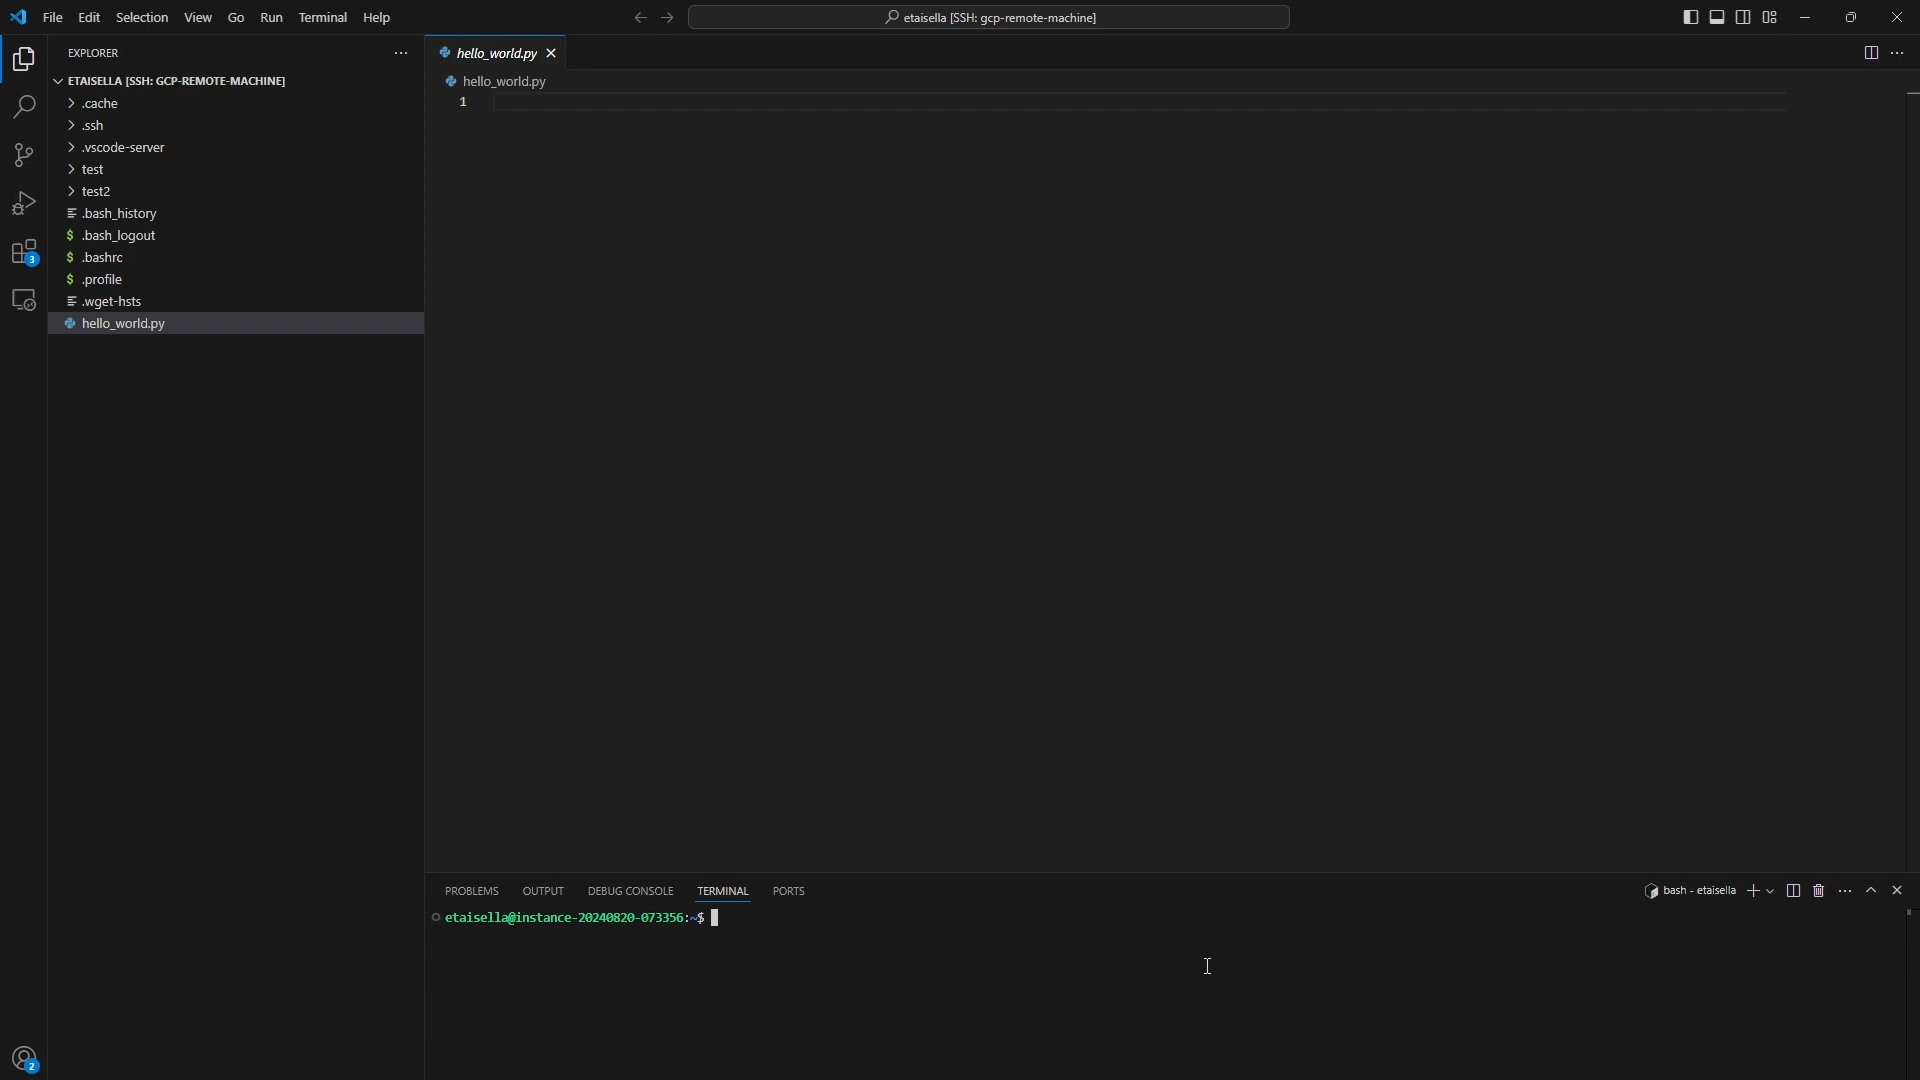 File Edit Selection View Go Run Terminal Help
etaisella [SSH: gcp-remote-machine]
EXPLORER
hello_world.py
ETAISELLA [SSH: GCP-REMOTE-MACHINE]
hello_world.py
.cache
1
.ssh
.vscode-server
test
test2
.bash_history
$ .bash_logout
$ .bashrc
$ .profile
.wget-hsts
hello_world.py
3
PROBLEMS OUTPUT DEBUG CONSOLE TERMINAL PORTS
bash - etaisella
etaisella@instance-20240820-073356:~$
2